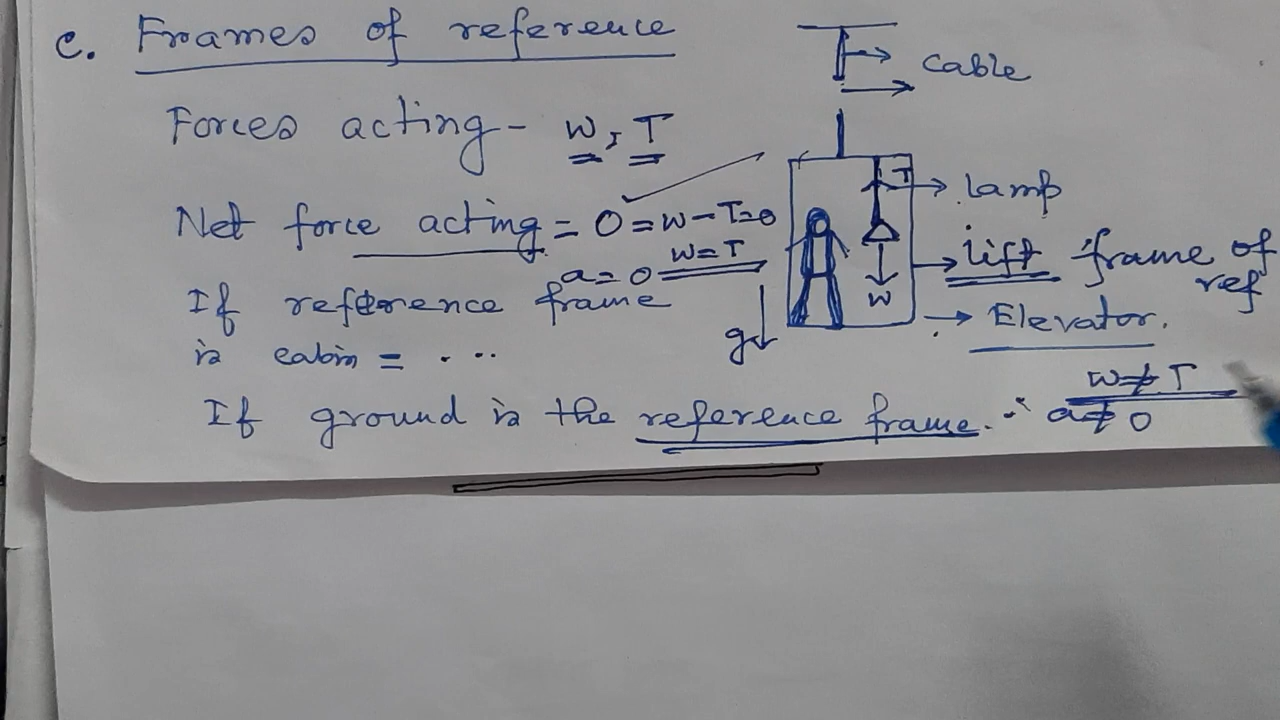 c. Frames of reference
Forces acting - W, T
Net force acting = 0 = W - T = 0
W = T
a = 0
If reference frame
is cabin = . ..
If ground is the reference frame. ∴ a ≠ 0
W ≠ T
cable
T
lamp
W
lift frame of
ref
Elevator.
g